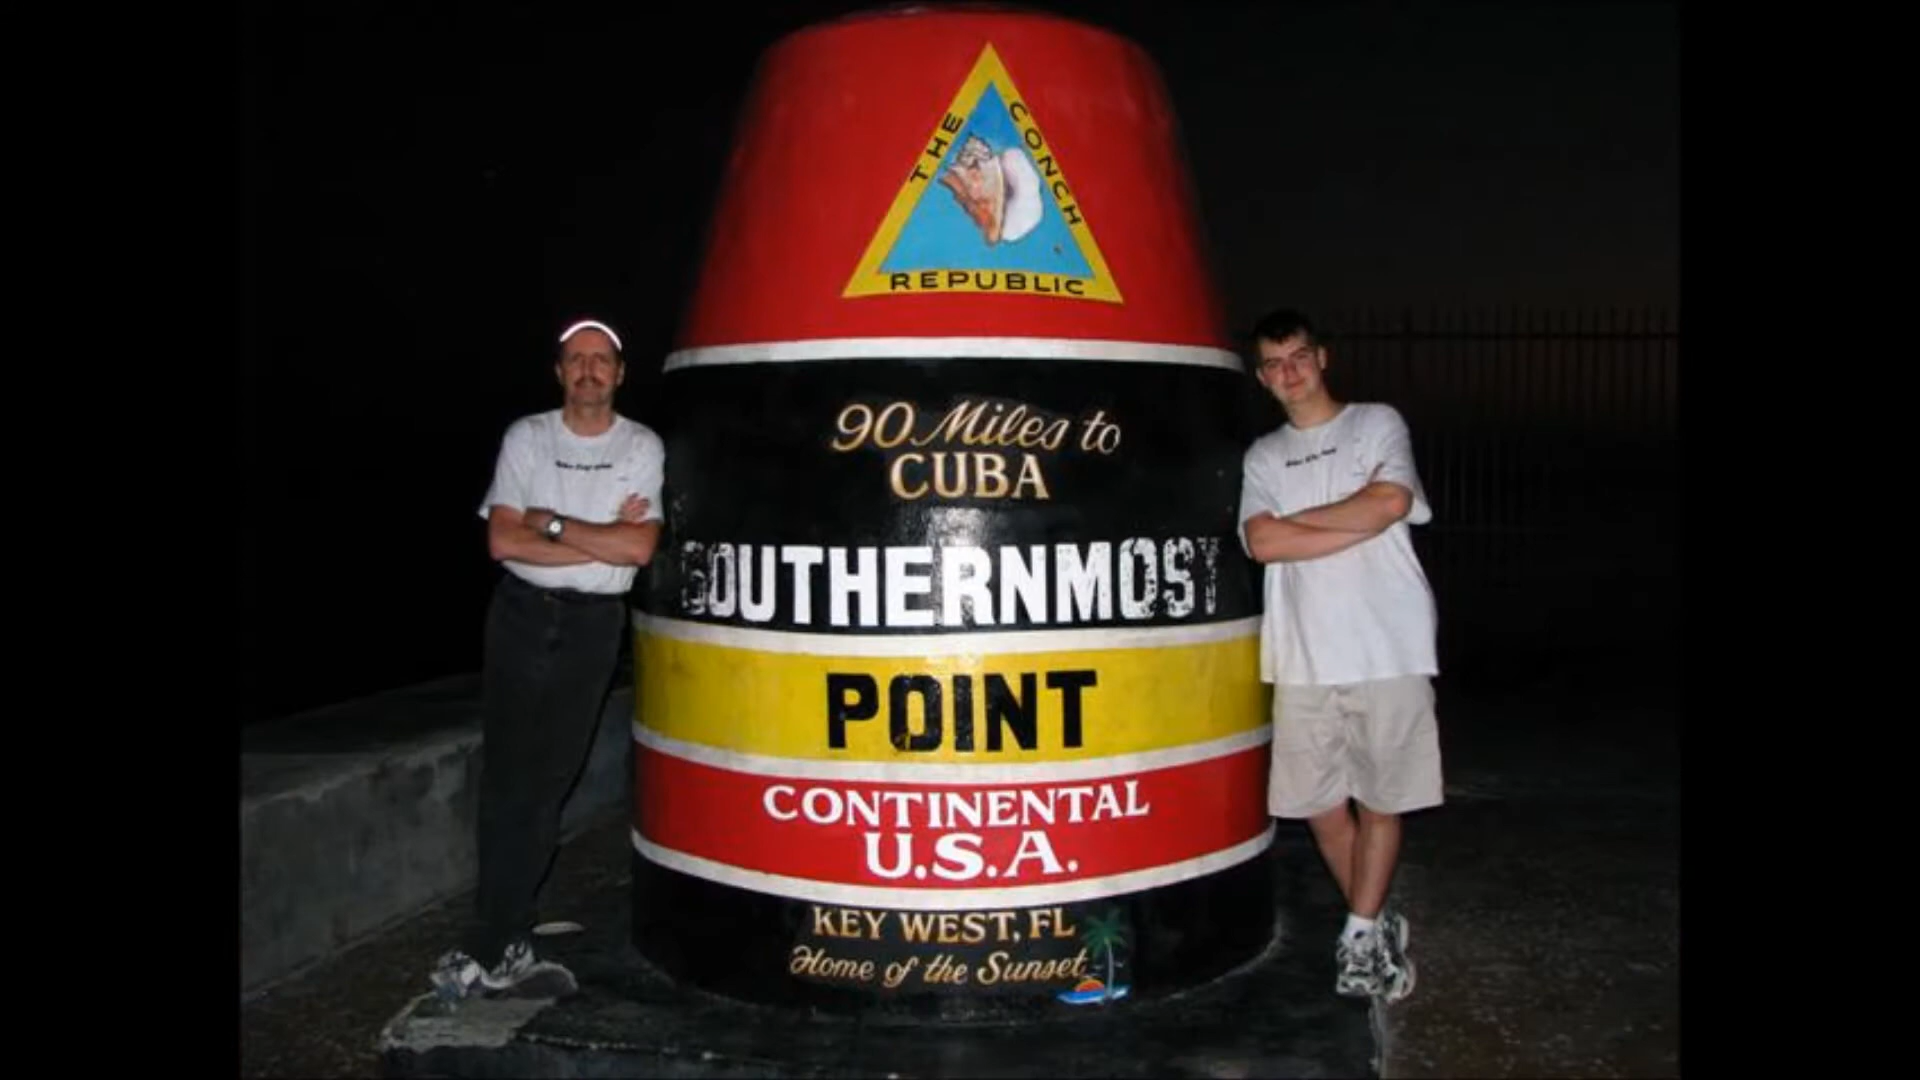 THE CONCH
REPUBLIC
90 Miles to
CUBA
SOUTHERNMOST
POINT
CONTINENTAL
U.S.A.
KEY WEST, FL
Home of the Sunset